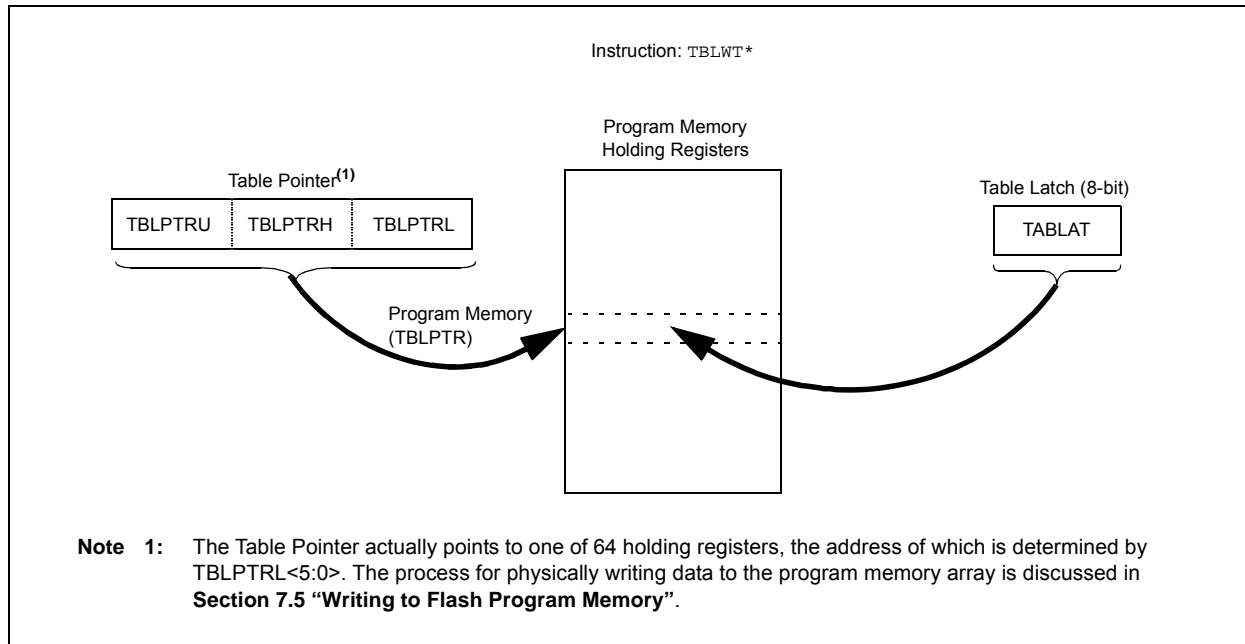 Instruction: TBLWT*
Program Memory
Holding Registers
Table Pointer(1)
Table Latch (8-bit)
TBLPTRU TBLPTRH TBLPTRL
TABLAT
Program Memory
(TBLPTR)
Note 1: The Table Pointer actually points to one of 64 holding registers, the address of which is determined by
TBLPTRL<5:0>. The process for physically writing data to the program memory array is discussed in
Section 7.5 “Writing to Flash Program Memory”.